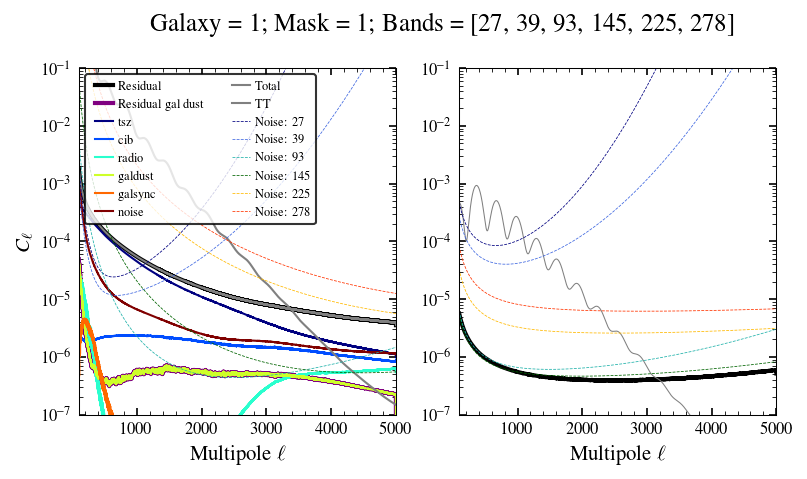 Galaxy = 1; Mask = 1; Bands = [27, 39, 93, 145, 225, 278]
10⁻¹
10⁻²
10⁻³
10⁻⁴
10⁻⁵
10⁻⁶
10⁻⁷
C_ℓ
Residual
Residual gal dust
tsz
cib
radio
galdust
galsync
noise
Total
TT
Noise: 27
Noise: 39
Noise: 93
Noise: 145
Noise: 225
Noise: 278
1000 2000 3000 4000 5000
Multipole ℓ
10⁻¹
10⁻²
10⁻³
10⁻⁴
10⁻⁵
10⁻⁶
10⁻⁷
1000 2000 3000 4000 5000
Multipole ℓ